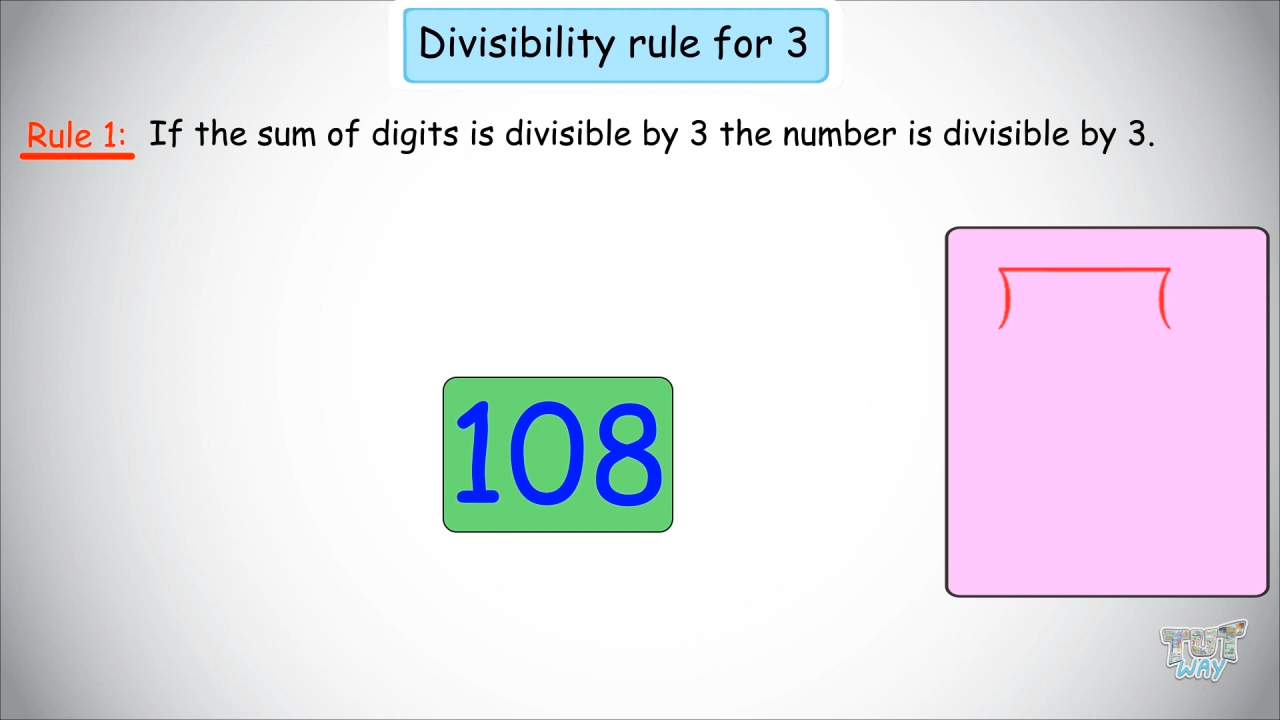 Divisibility rule for 3
Rule 1: If the sum of digits is divisible by 3 the number is divisible by 3.
108
TUT
WAY